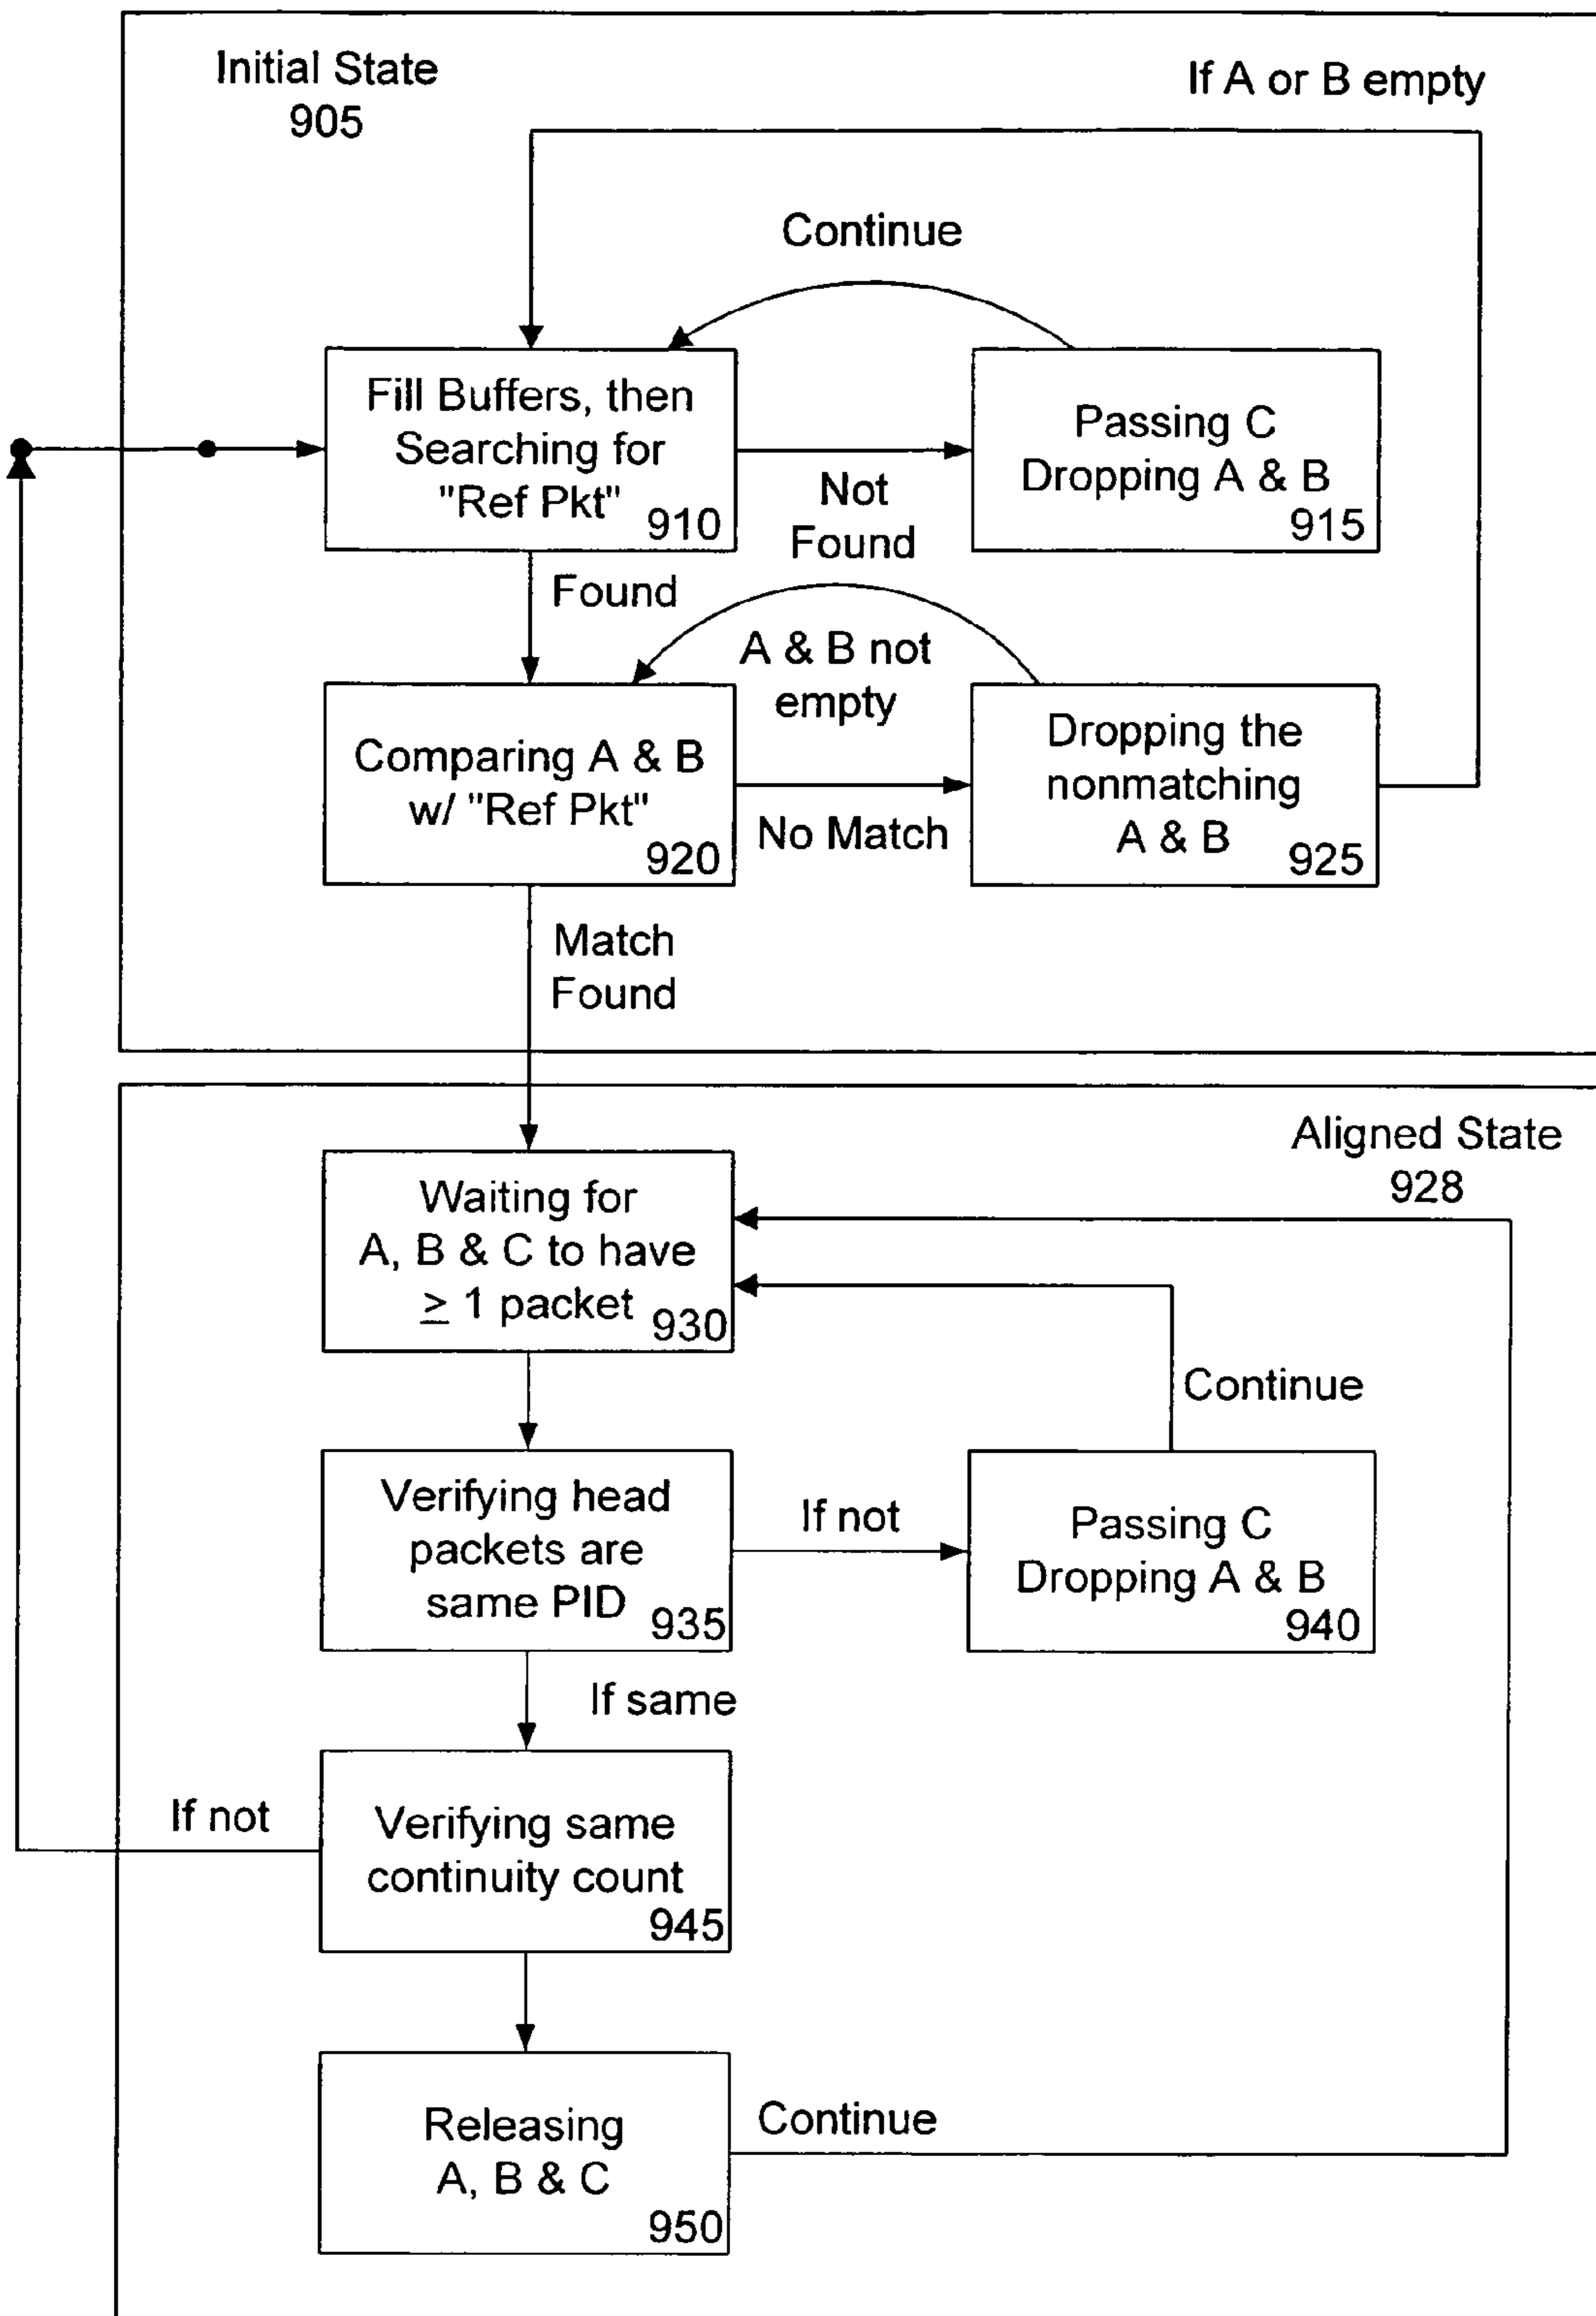 Initial State
905
If A or B empty
Continue
Fill Buffers, then
Searching for
"Ref Pkt"
910
Not
Found
Passing C
Dropping A & B
915
Found
A & B not
empty
Comparing A & B
w/ "Ref Pkt"
920
No Match
Dropping the
nonmatching
A & B
925
Match
Found
Aligned State
928
Waiting for
A, B & C to have
≥ 1 packet
930
Continue
Verifying head
packets are
same PID
935
If not
Passing C
Dropping A & B
940
If same
If not
Verifying same
continuity count
945
Releasing
A, B & C
950
Continue